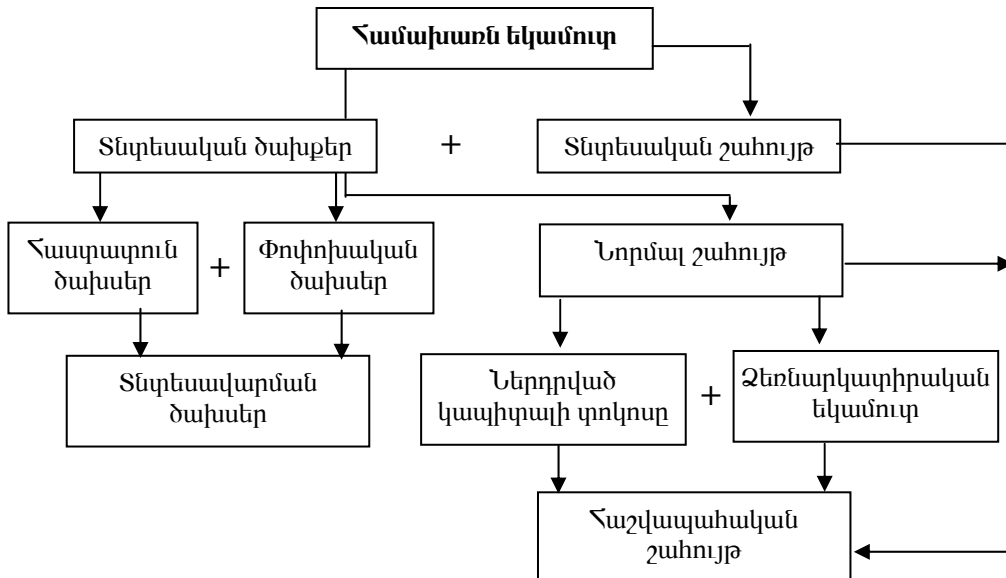 Համախառն եկամուտ
Տնտեսական ծախքեր
+
Տնտեսական շահույթ
Հաստատուն
ծախսեր
+
Փոփոխական
ծախսեր
Նորմալ շահույթ
Տնտեսավարման
ծախսեր
Ներդրված
կապիտալի տոկոսը
+
Ձեռնարկատիրական
եկամուտ
Հաշվապահական
շահույթ